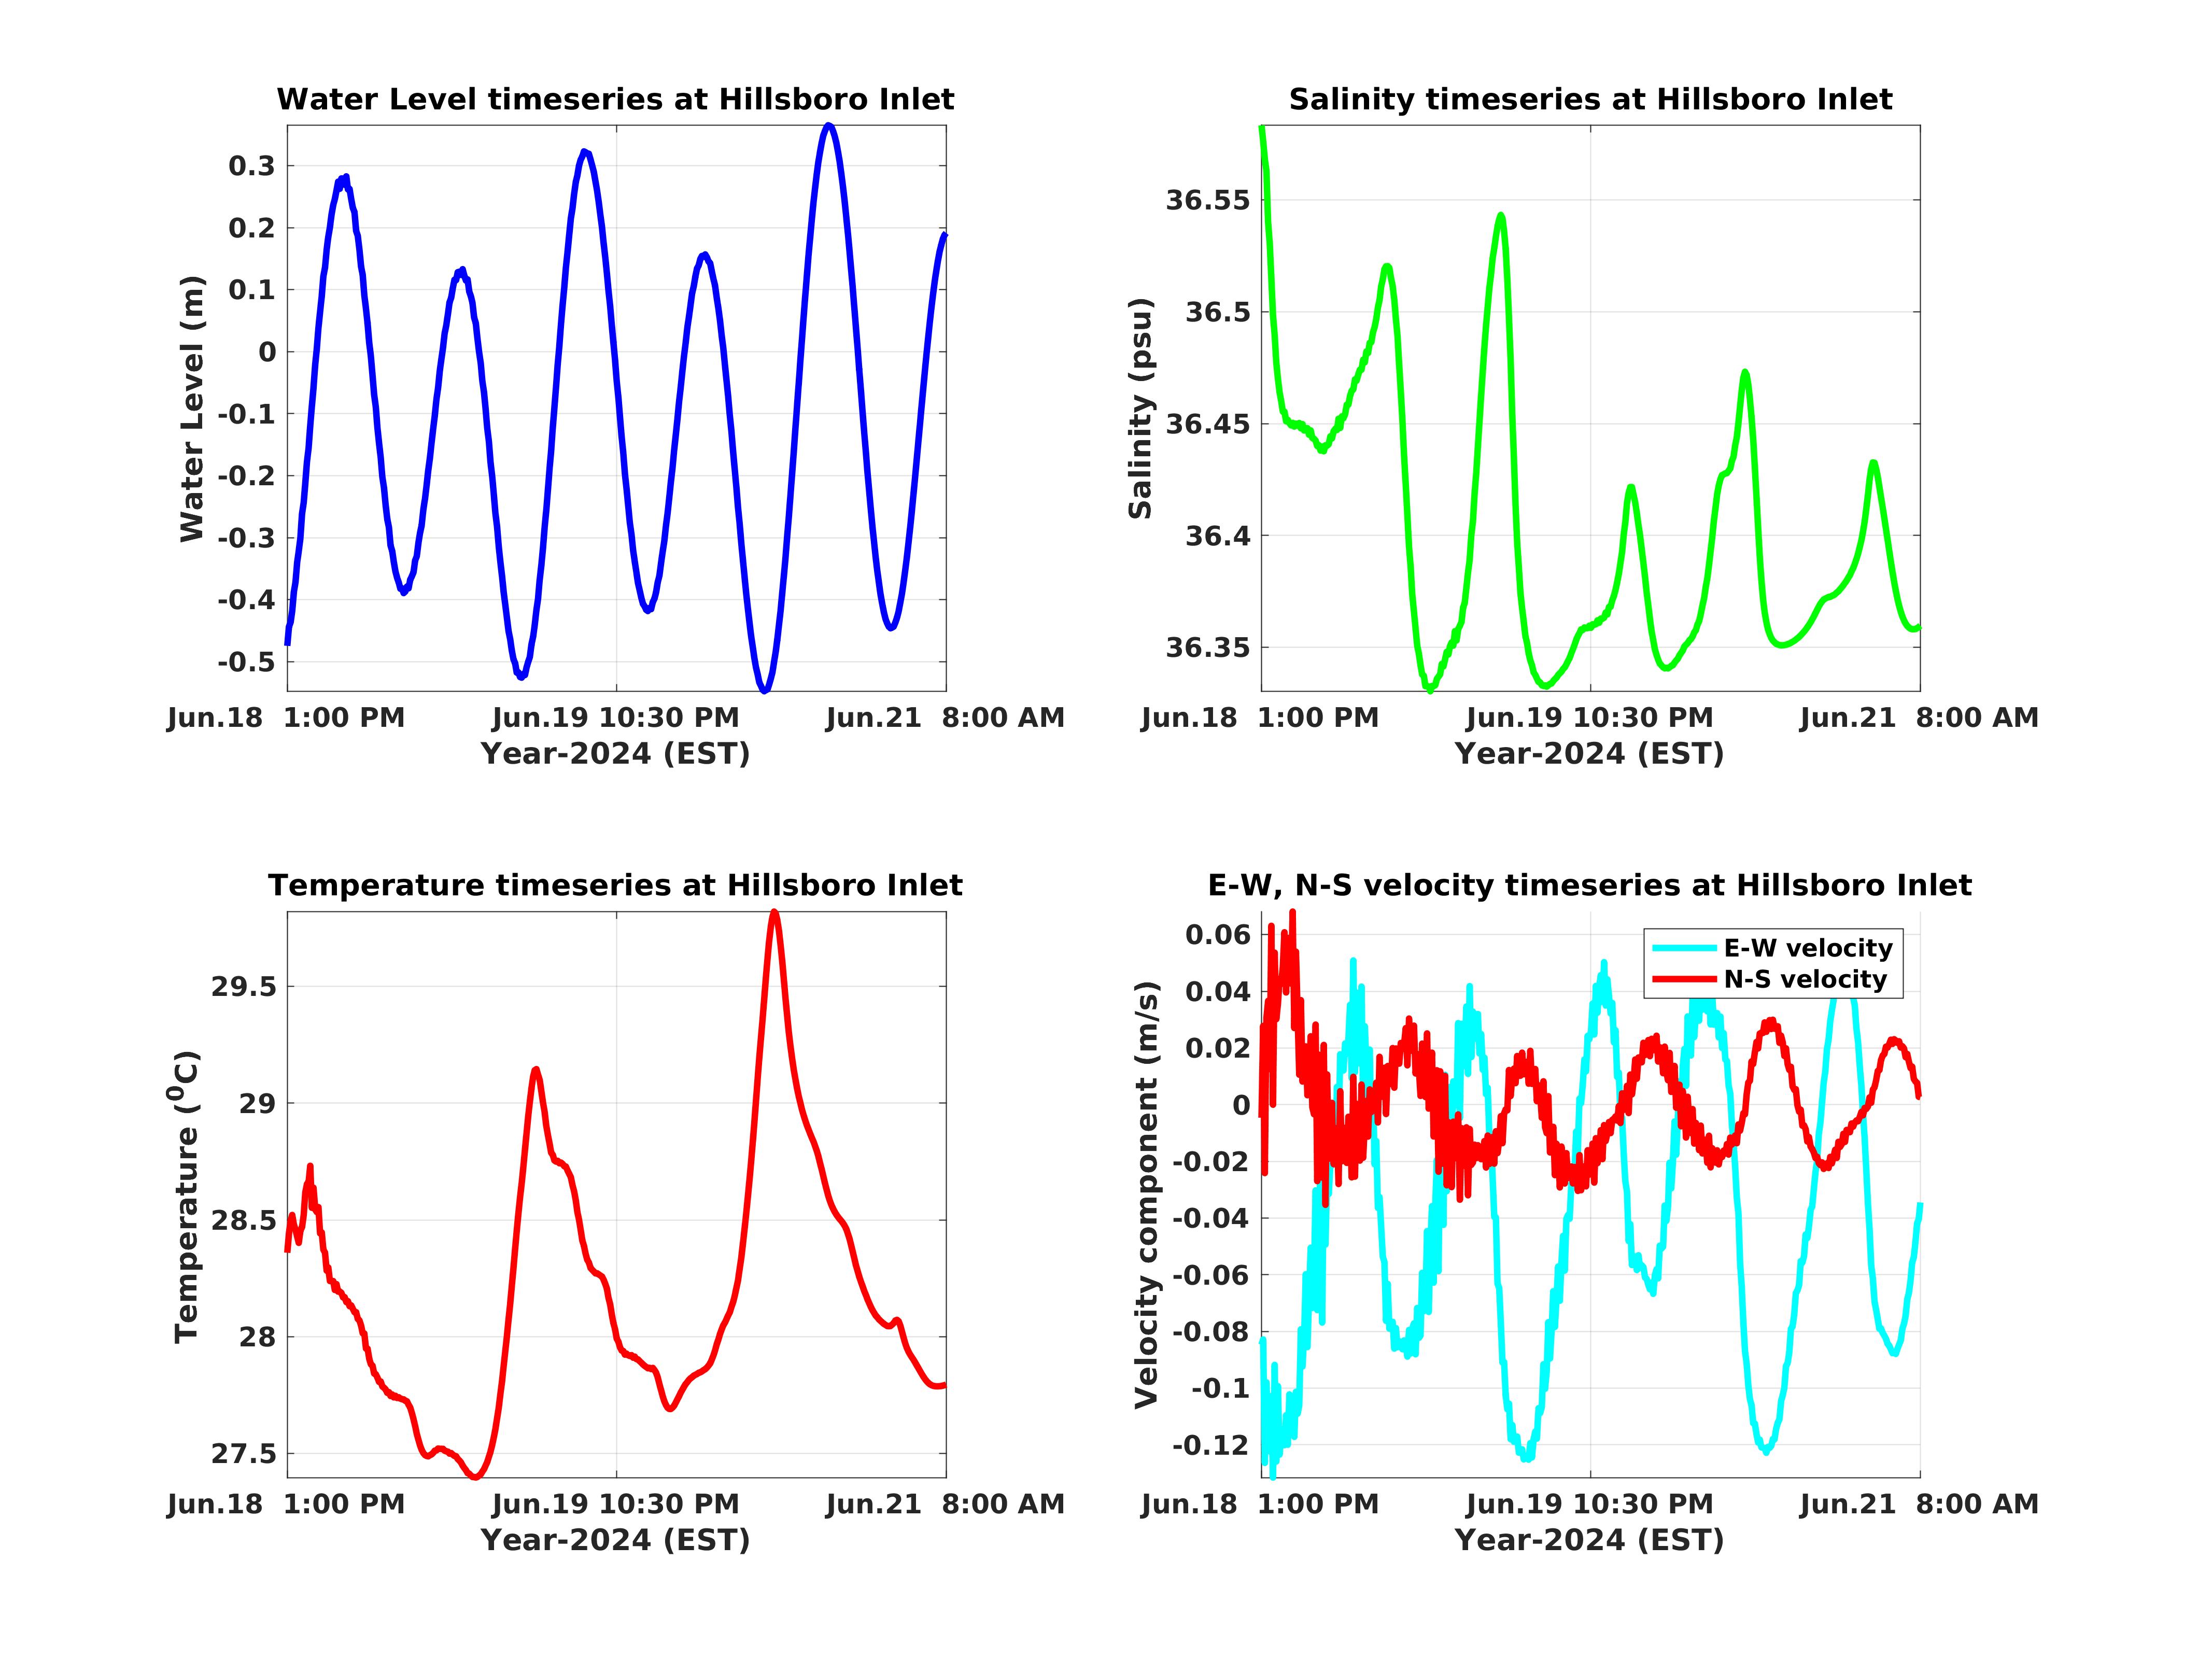 Water Level timeseries at Hillsboro Inlet
0.3
0.2
0.1
0
-0.1
-0.2
-0.3
-0.4
-0.5
Water Level (m)
Jun.18 1:00 PM Jun.19 10:30 PM Jun.21 8:00 AM
Year-2024 (EST)
Salinity timeseries at Hillsboro Inlet
36.55
36.5
36.45
36.4
36.35
Salinity (psu)
Jun.18 1:00 PM Jun.19 10:30 PM Jun.21 8:00 AM
Year-2024 (EST)
Temperature timeseries at Hillsboro Inlet
29.5
29
28.5
28
27.5
Temperature (⁰C)
Jun.18 1:00 PM Jun.19 10:30 PM Jun.21 8:00 AM
Year-2024 (EST)
E-W, N-S velocity timeseries at Hillsboro Inlet
0.06
0.04
0.02
0
-0.02
-0.04
-0.06
-0.08
-0.1
-0.12
Velocity component (m/s)
E-W velocity
N-S velocity
Jun.18 1:00 PM Jun.19 10:30 PM Jun.21 8:00 AM
Year-2024 (EST)